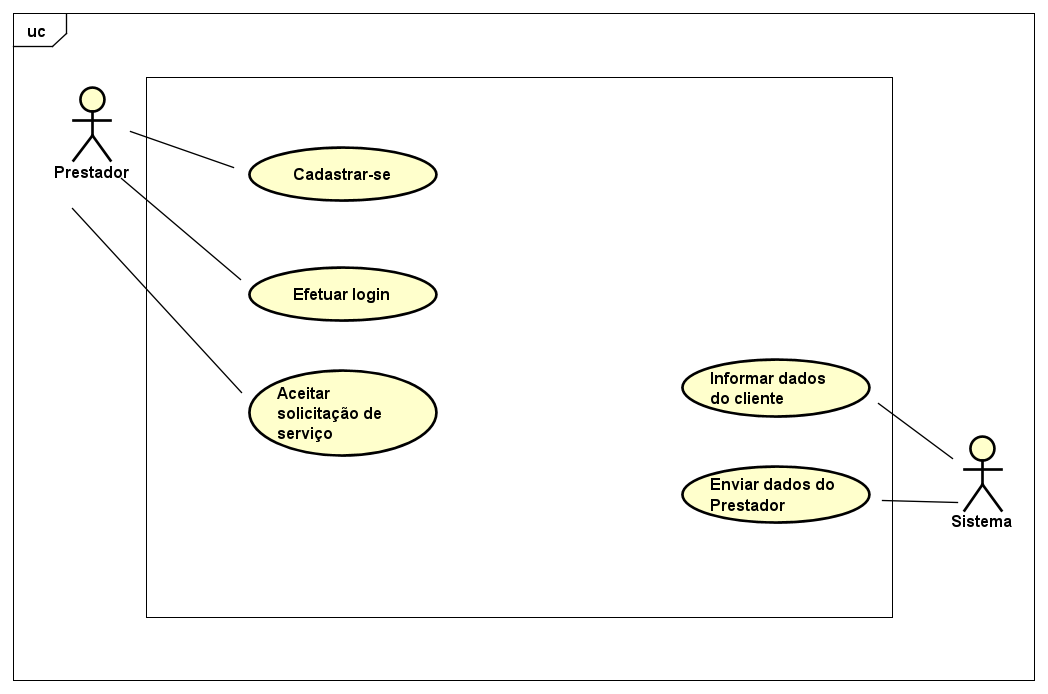 uc
Prestador
Cadastrar-se
Efetuar login
Aceitar
solicitação de
serviço
Informar dados
do cliente
Enviar dados do
Prestador
Sistema